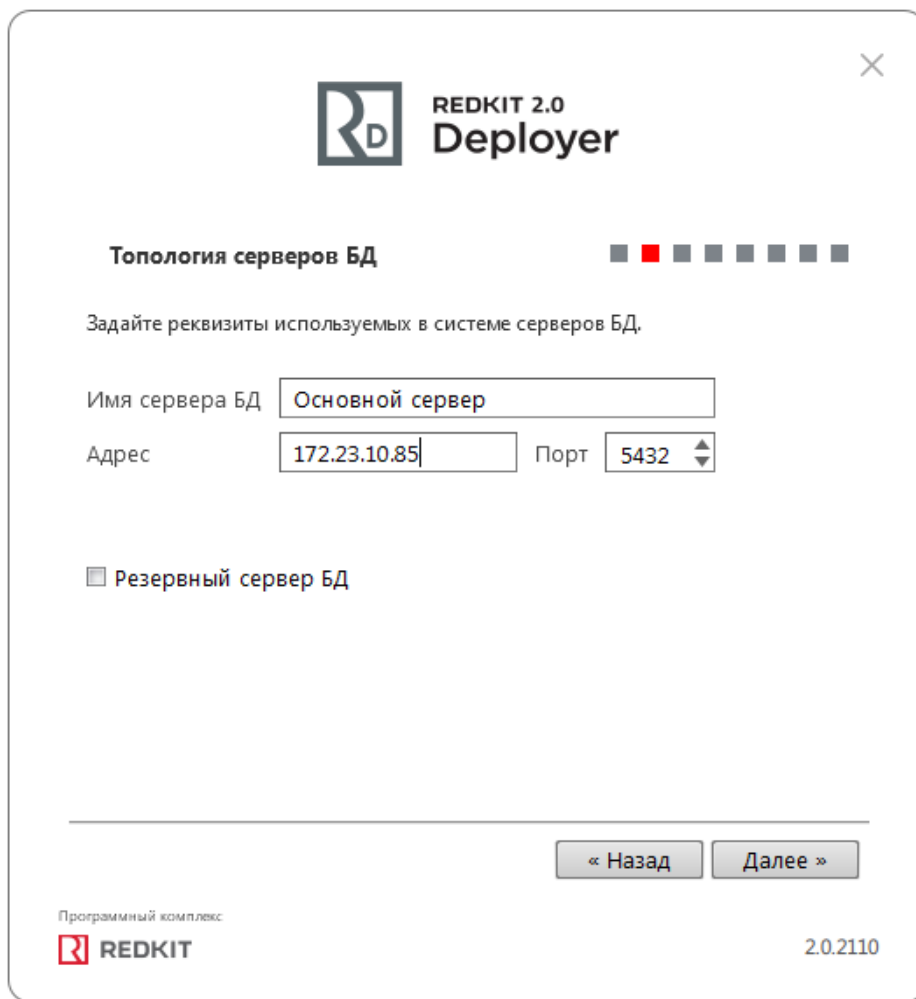 REDKIT 2.0
RD Deployer
Топология серверов БД
Задайте реквизиты используемых в системе серверов БД.
Имя сервера БД Основной сервер
Адрес 172.23.10.85 Порт 5432
Резервный сервер БД
« Назад Далее »
Программный комплекс
R REDKIT 2.0.2110